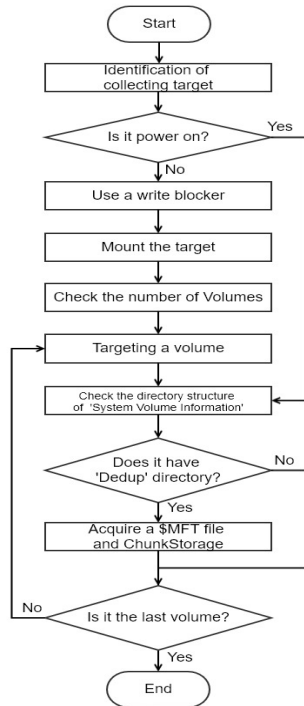 Start
Identification of
collecting target
Is it power on?
Yes
No
Use a write blocker
Mount the target
Check the number of Volumes
Targeting a volume
Check the directory structure
of 'System Volume Information'
Does it have
'Dedup' directory?
No
Yes
Acquire a $MFT file
and ChunkStorage
No
Is it the last volume?
Yes
End